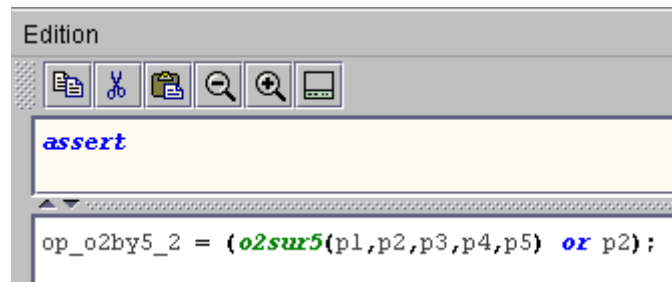 Edition
assert
op_o2by5_2 = (o2sur5(p1,p2,p3,p4,p5) or p2);